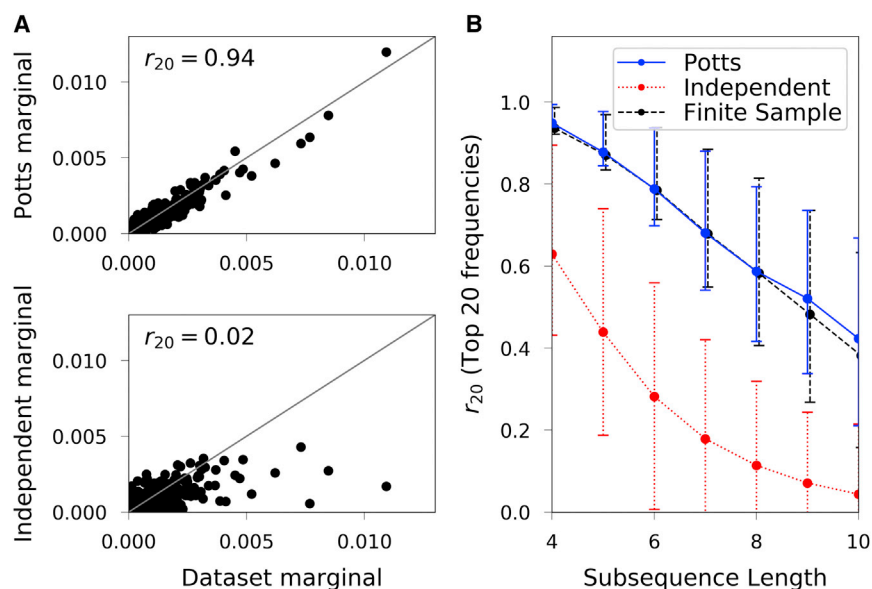 A
r20 = 0.94
Potts marginal
0.010
0.005
0.000
0.000 0.005 0.010
r20 = 0.02
Independent marginal
0.010
0.005
0.000
0.000 0.005 0.010
Dataset marginal
B
Potts
Independent
Finite Sample
r20 (Top 20 frequencies)
1.0
0.8
0.6
0.4
0.2
0.0
4 6 8 10
Subsequence Length